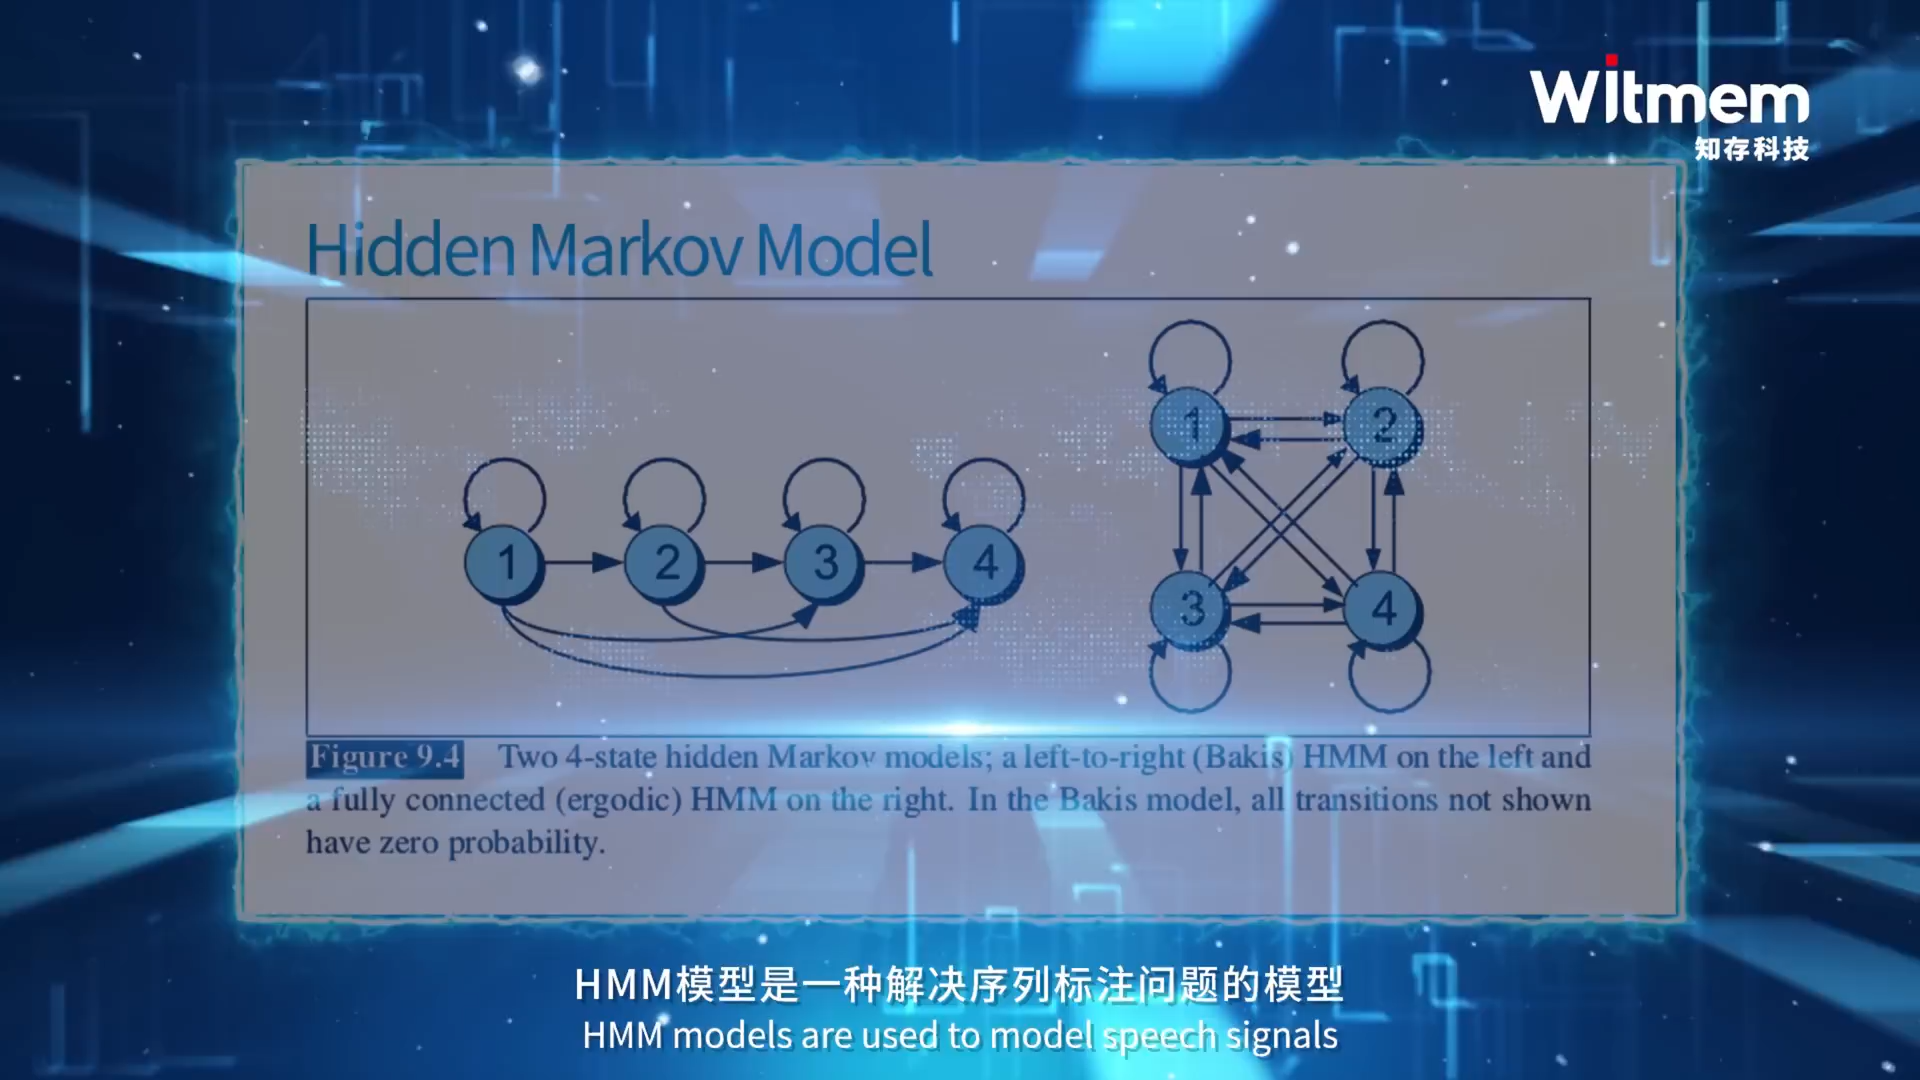 Witmem
知存科技
Hidden Markov Model
1 2
1 2 3 4
3 4
Figure 9.4 Two 4-state hidden Markov models; a left-to-right (Bakis) HMM on the left and
a fully connected (ergodic) HMM on the right. In the Bakis model, all transitions not shown
have zero probability.
HMM模型是一种解决序列标注问题的模型
HMM models are used to model speech signals